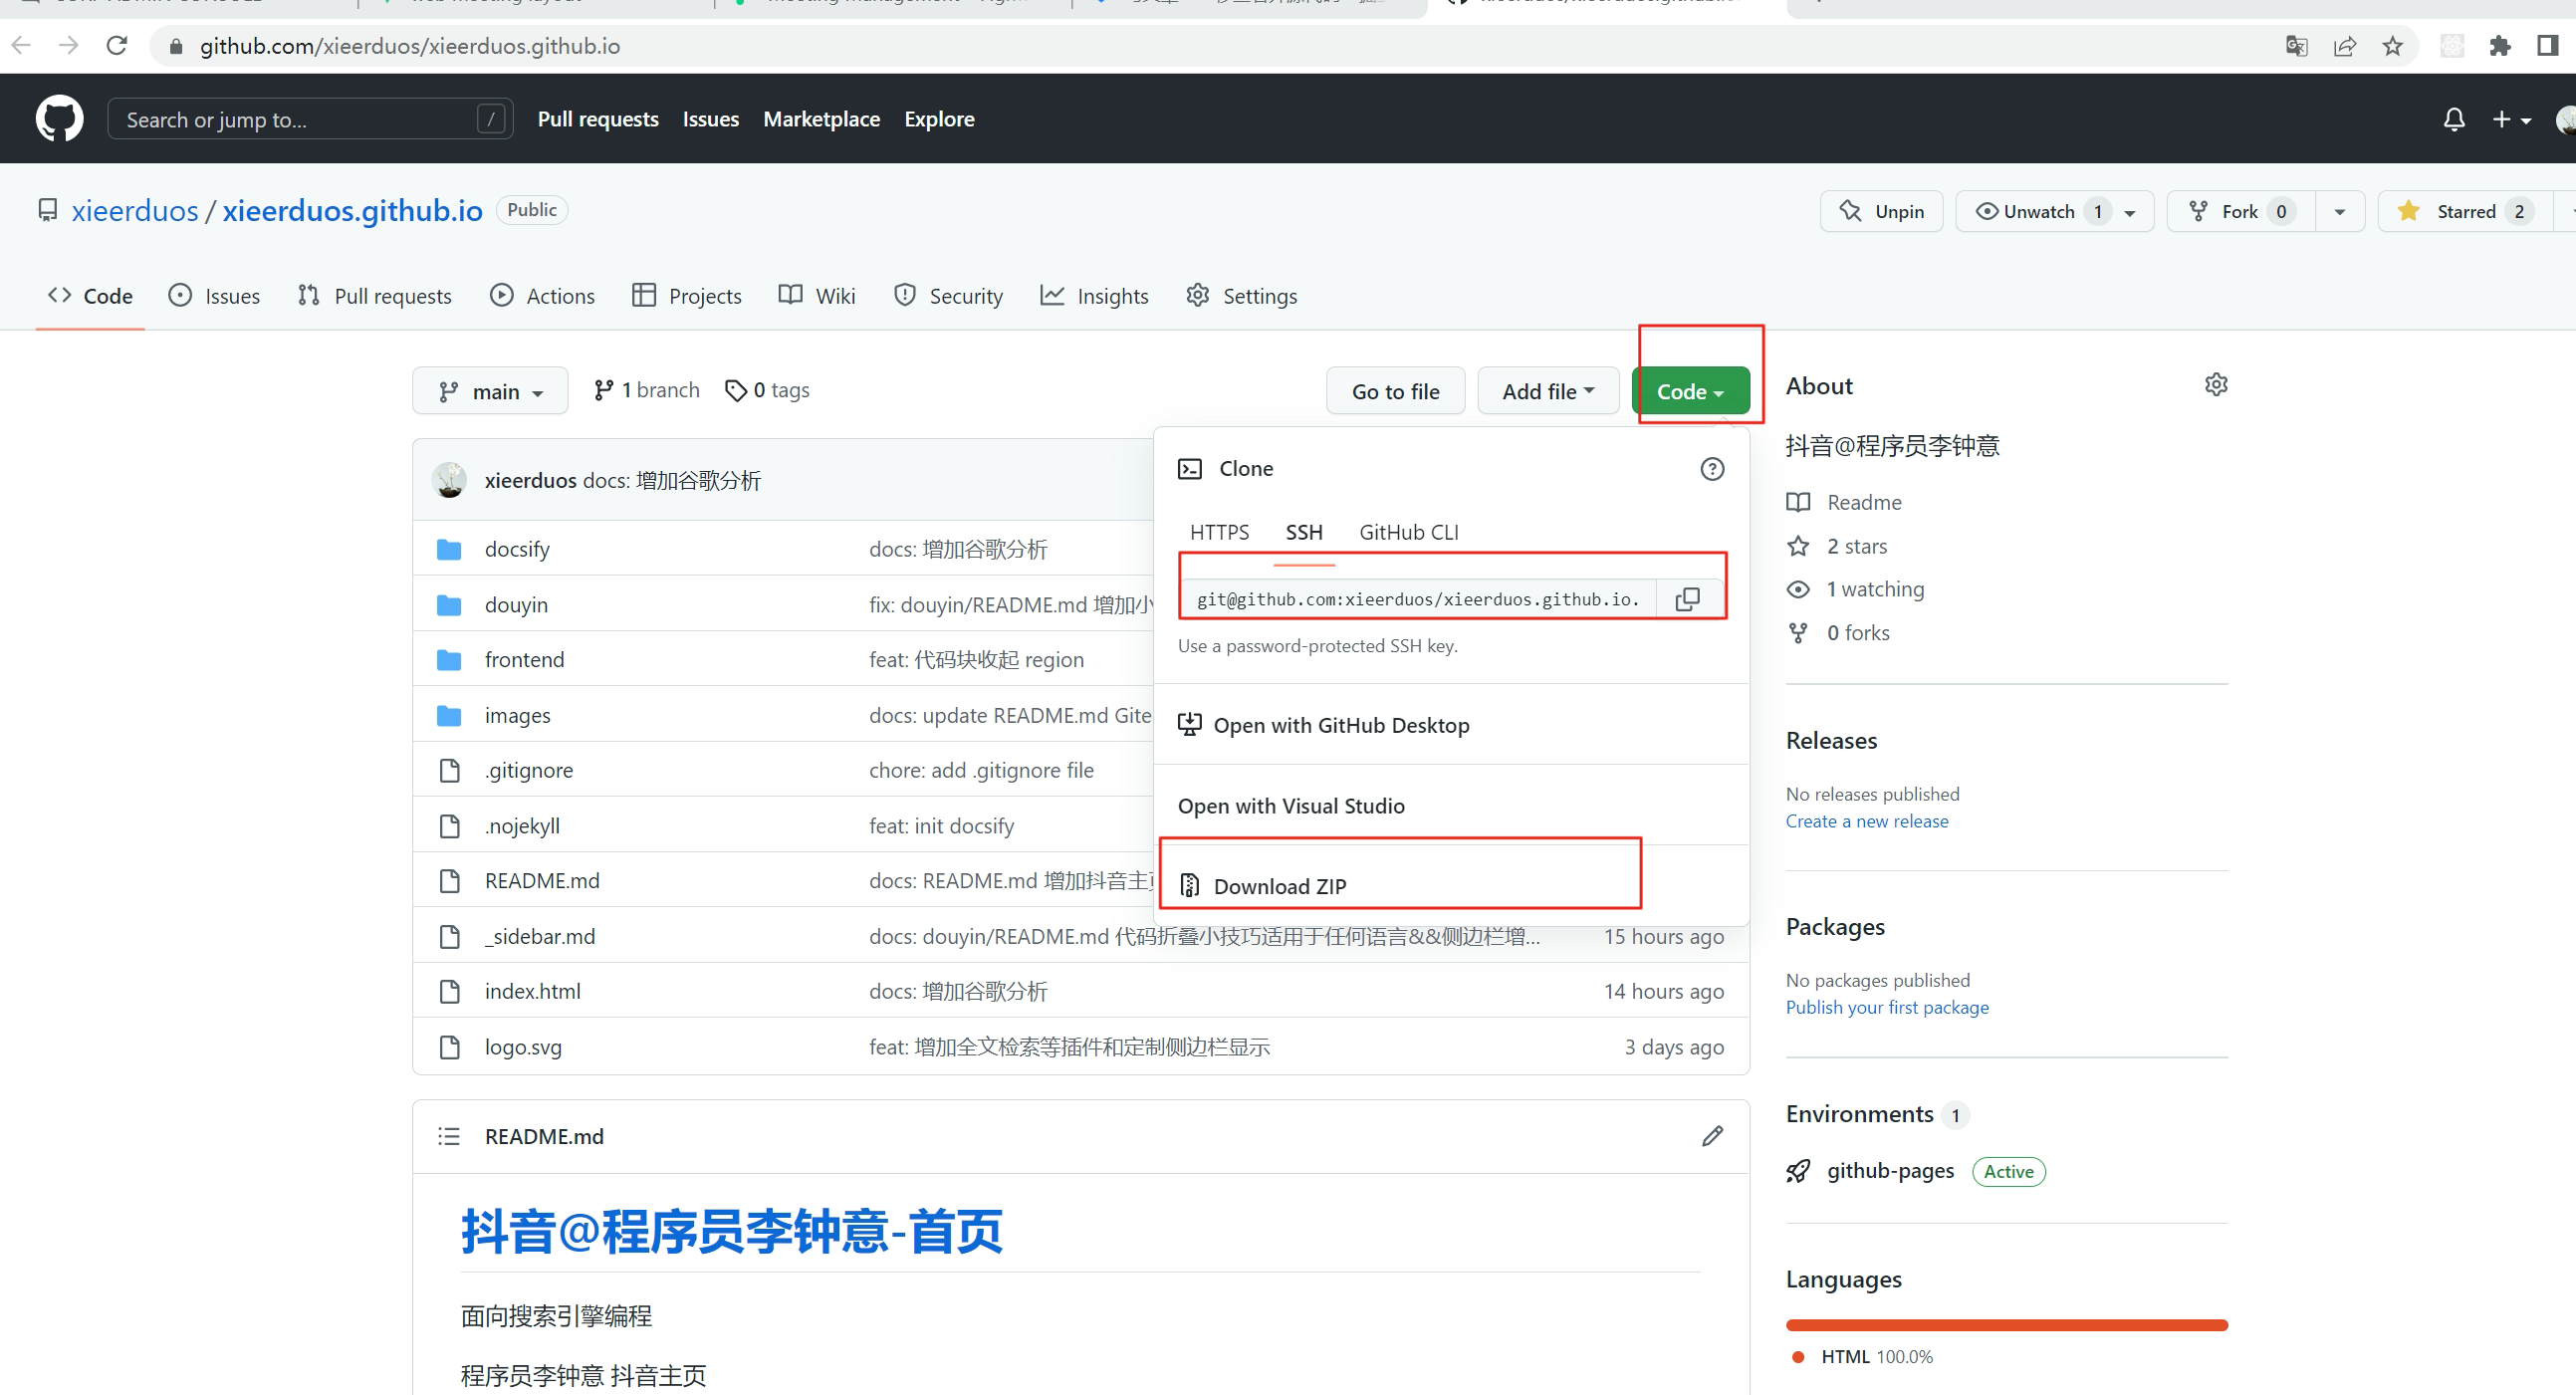 github.com/xieerduos/xieerduos.github.io
Search or jump to... / Pull requests Issues Marketplace Explore
xieerduos / xieerduos.github.io Public
Unpin Unwatch 1 Fork 0 Starred 2
Code Issues Pull requests Actions Projects Wiki Security Insights Settings
main 1 branch 0 tags Go to file Add file Code
xieerduos docs: 增加谷歌分析
docsify docs: 增加谷歌分析
douyin fix: douyin/README.md 增加小
frontend feat: 代码块收起 region
images docs: update README.md Gite
.gitignore chore: add .gitignore file
.nojekyll feat: init docsify
README.md docs: README.md 增加抖音主
_sidebar.md docs: douyin/README.md 代码折叠小技巧适用于任何语言&&侧边栏增... 15 hours ago
index.html docs: 增加谷歌分析 14 hours ago
logo.svg feat: 增加全文检索等插件和定制侧边栏显示 3 days ago
Clone
HTTPS SSH GitHub CLI
git@github.com:xieerduos/xieerduos.github.io.
Use a password-protected SSH key.
Open with GitHub Desktop
Open with Visual Studio
Download ZIP
README.md
抖音@程序员李钟意-首页
面向搜索引擎编程
程序员李钟意 抖音主页
About
抖音@程序员李钟意
Readme
2 stars
1 watching
0 forks
Releases
No releases published
Create a new release
Packages
No packages published
Publish your first package
Environments 1
github-pages Active
Languages
HTML 100.0%